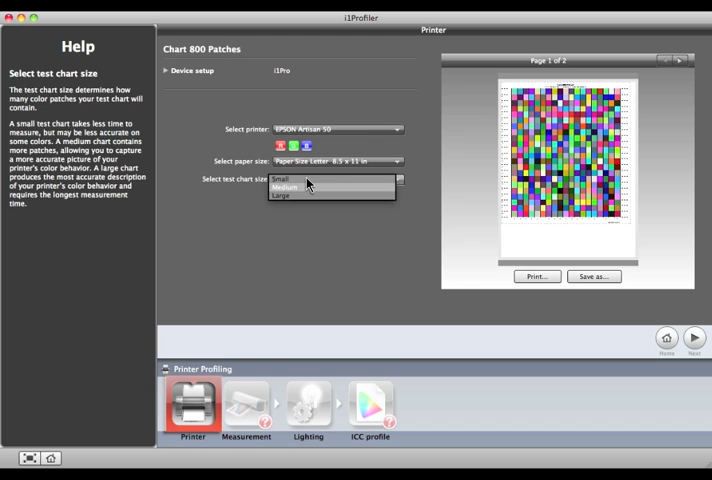 i1Profiler
Printer
Help
Select test chart size
The test chart size determines how
many color patches your test chart will
contain.
A small test chart takes less time to
measure, but may be less accurate on
some colors. A medium chart contains
more patches, allowing you to capture
a more accurate picture of your
printer's color behavior. A large chart
produces the most accurate description
of your printer's color behavior and
requires the longest measurement
time.
Chart 800 Patches
Device setup i1Pro
Select printer: EPSON Artisan 50
Select paper size: Paper Size Letter 8.5 x 11 in
Select test chart size
Small
Medium
Large
Page 1 of 2
Print... Save as...
Home Next
Printer Profiling
Printer Measurement Lighting ICC profile